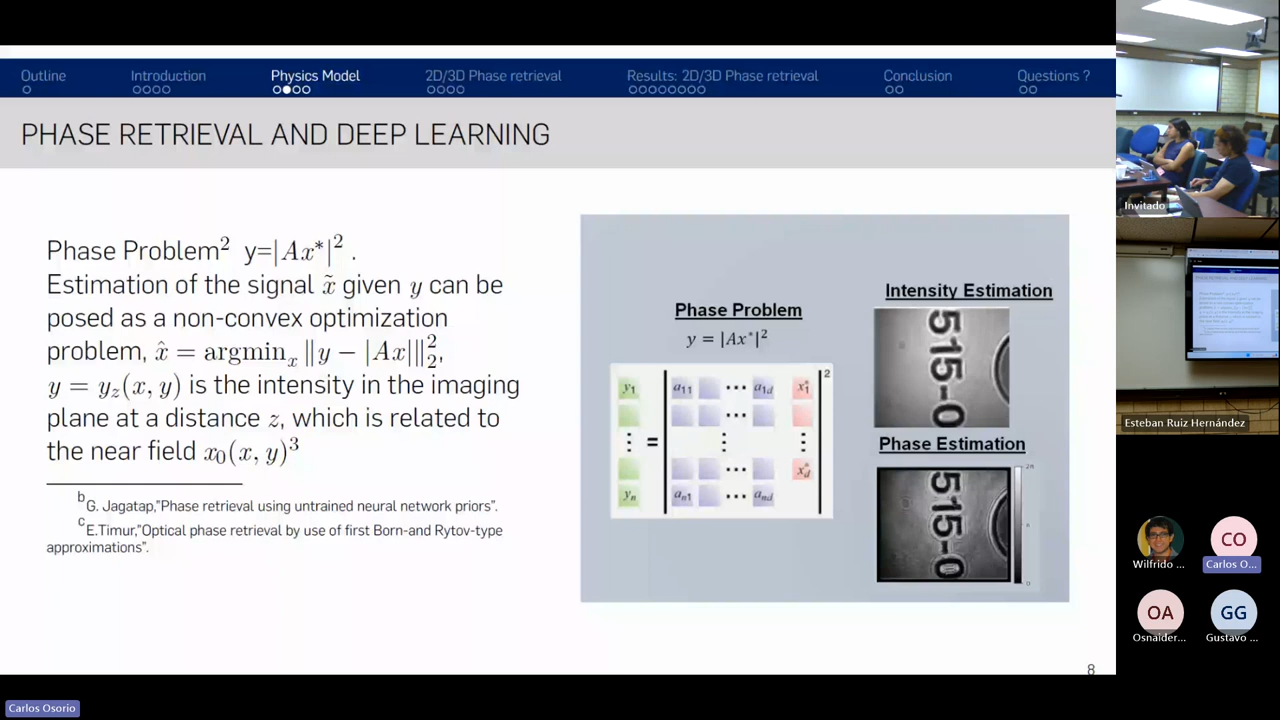 Outline
Introduction
Physics Model
2D/3D Phase retrieval
Results: 2D/3D Phase retrieval
Conclusion
Questions ?
PHASE RETRIEVAL AND DEEP LEARNING
Phase Problem² y=|Ax*|² .
Estimation of the signal x̃ given y can be
posed as a non-convex optimization
problem, x̂ = argminₓ ‖y − |Ax|‖²₂,
y = y_z(x, y) is the intensity in the imaging
plane at a distance z, which is related to
the near field x₀(x, y)³
ᵇG. Jagatap,"Phase retrieval using untrained neural network priors".
ᶜE.Timur,"Optical phase retrieval by use of first Born-and Rytov-type
approximations".
Phase Problem
y = |Ax*|²
y₁ a₁₁ ⋯ a₁d x₁* 2
⋯
⋮ = ⋮ ⋮
⋯ x_d*
yₙ aₙ₁ ⋯ aₙd
Intensity Estimation
515-0
Phase Estimation
515-0
8
Carlos Osorio
Invitado
Esteban Ruiz Hernández
Wilfrido ...
CO
Carlos O...
OA
Osnaider...
GG
Gustavo ...